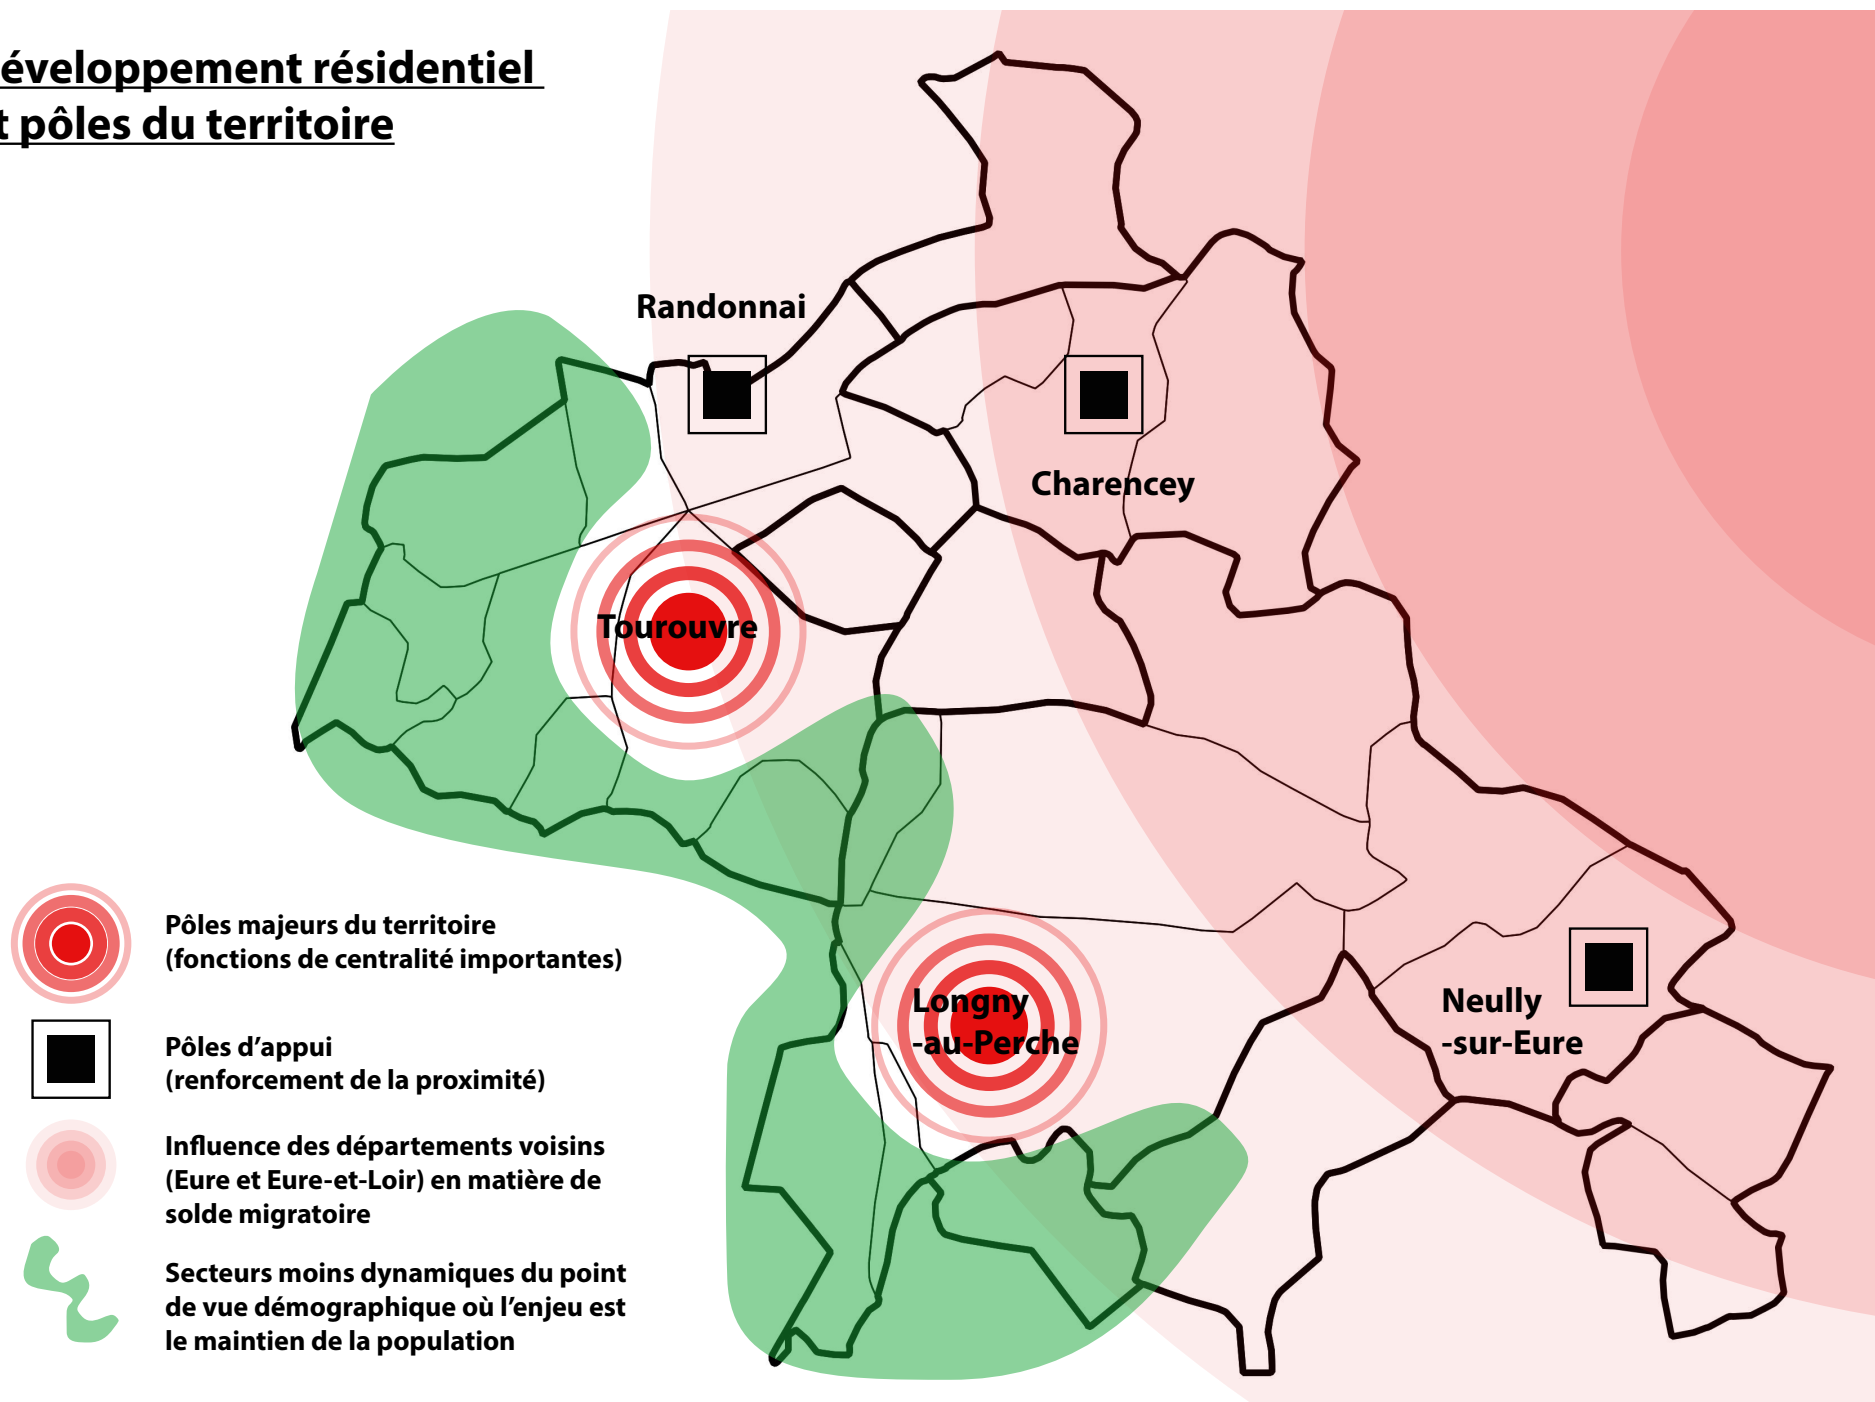 éveloppement résidentiel
t pôles du territoire
Randonnai
Charencey
Tourouvre
Longny
-au-Perche
Neully
-sur-Eure
Pôles majeurs du territoire
(fonctions de centralité importantes)
Pôles d’appui
(renforcement de la proximité)
Influence des départements voisins
(Eure et Eure-et-Loir) en matière de
solde migratoire
Secteurs moins dynamiques du point
de vue démographique où l’enjeu est
le maintien de la population